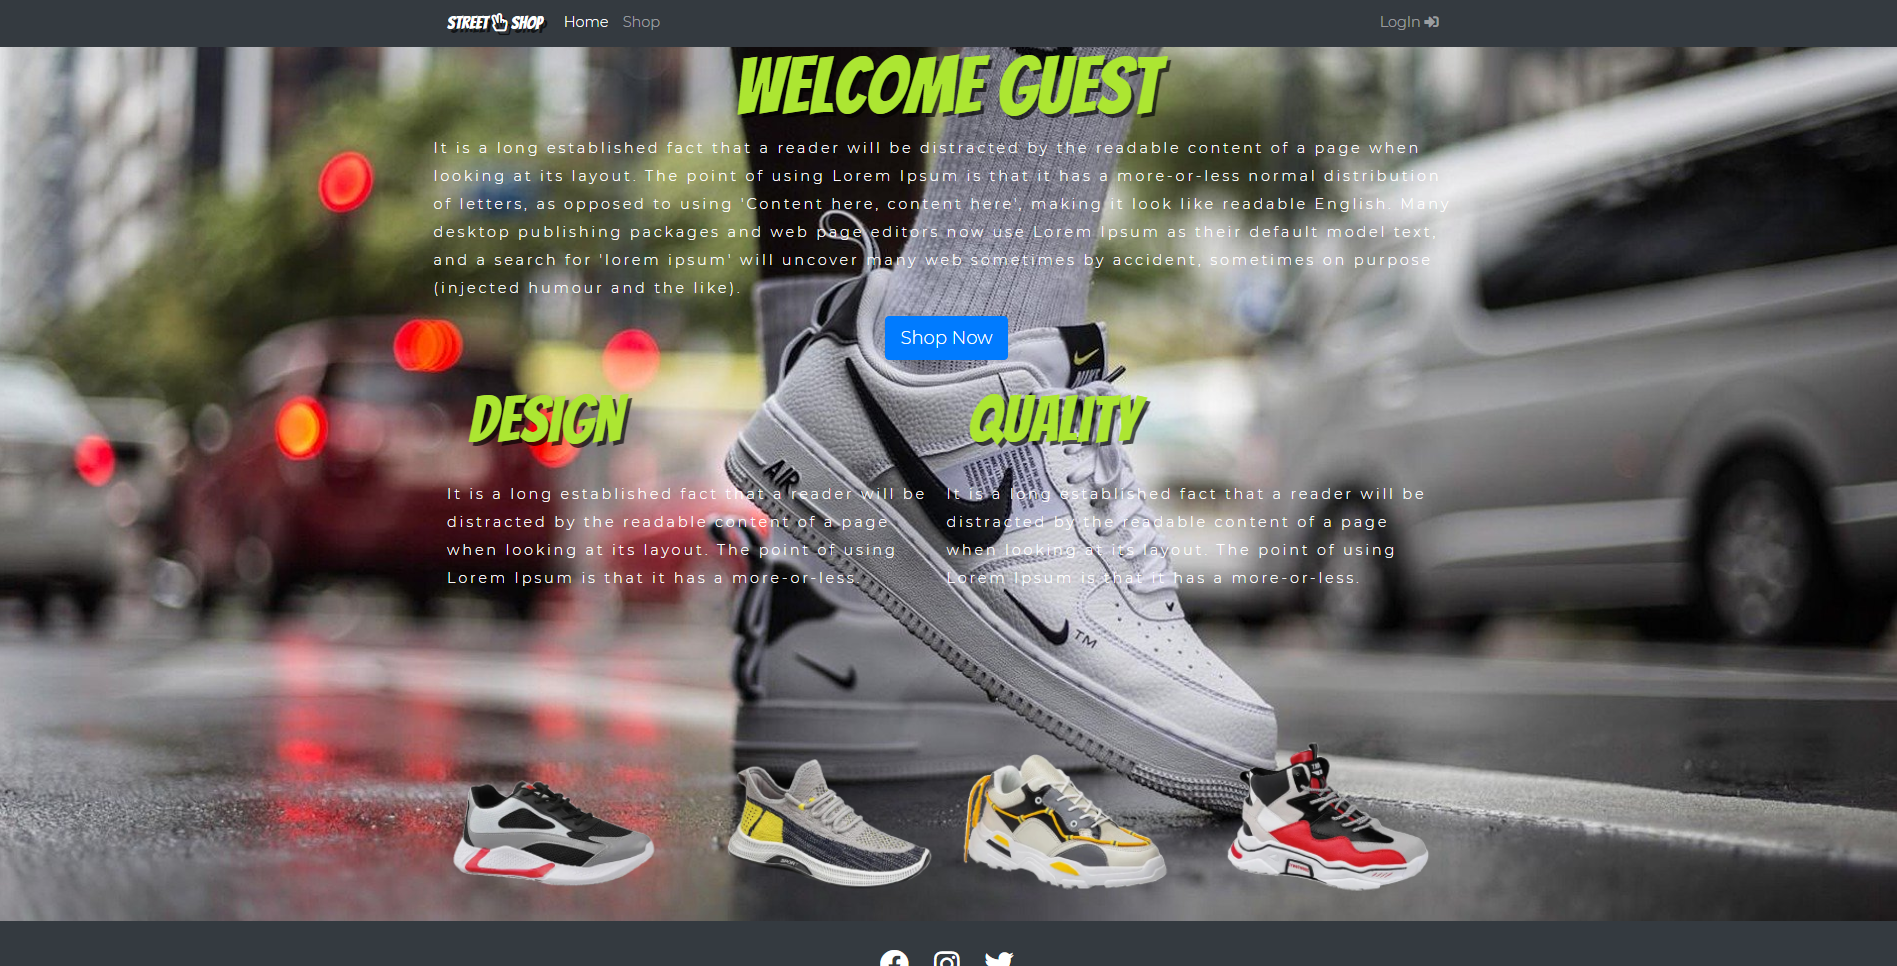 STREET SHOP Home Shop LogIn
WELCOME GUEST
It is a long established fact that a reader will be distracted by the readable content of a page when
looking at its layout. The point of using Lorem Ipsum is that it has a more-or-less normal distribution
of letters, as opposed to using 'Content here, content here', making it look like readable English. Many
desktop publishing packages and web page editors now use Lorem Ipsum as their default model text,
and a search for 'lorem ipsum' will uncover many web sometimes by accident, sometimes on purpose
(injected humour and the like).
Shop Now
NIKE
DESIGN
QUALITY
AIR
It is a long established fact that a reader will be
distracted by the readable content of a page
when looking at its layout. The point of using
Lorem Ipsum is that it has a more-or-less.
It is a long established fact that a reader will be
distracted by the readable content of a page
when looking at its layout. The point of using
Lorem Ipsum is that it has a more-or-less.
TM
SPORT